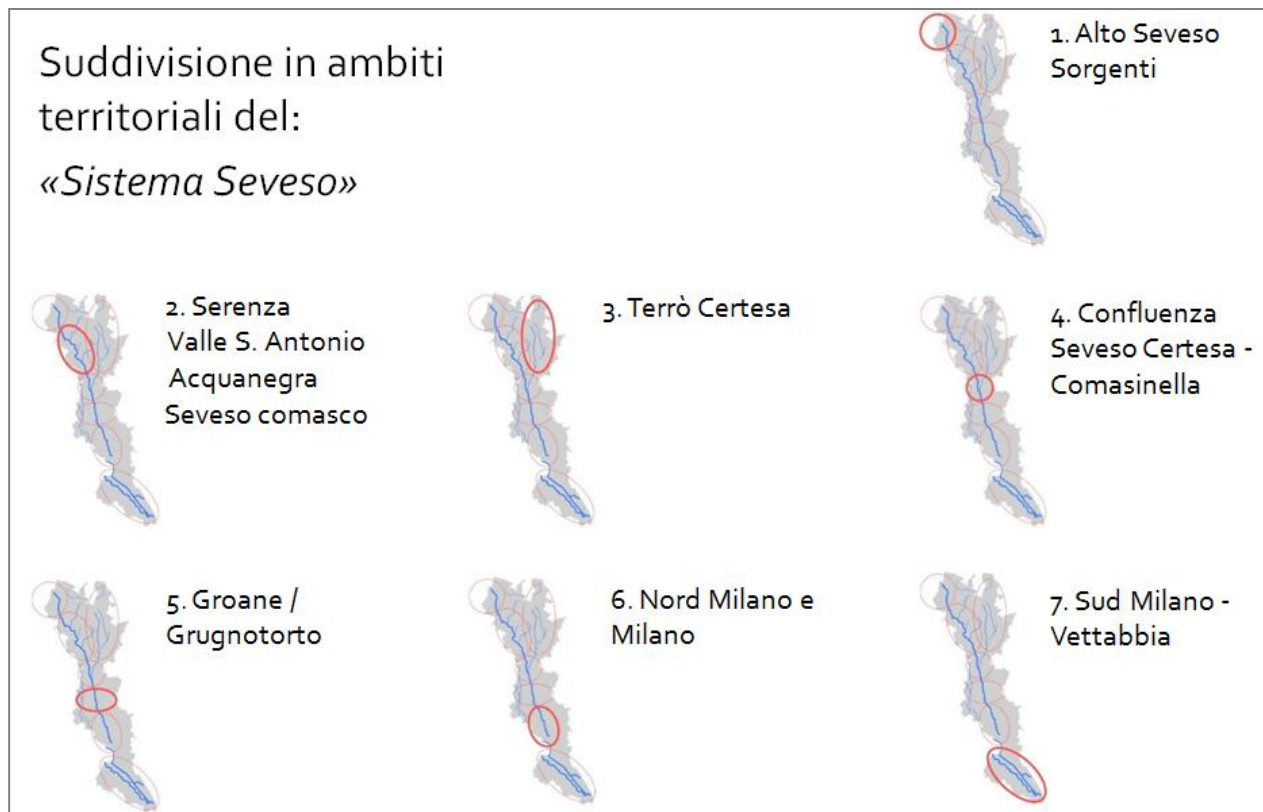 Suddivisione in ambiti
territoriali del:
«Sistema Seveso»
1. Alto Seveso
Sorgenti
2. Serenza
Valle S. Antonio
Acquanegra
Seveso comasco
3. Terrò Certesa
4. Confluenza
Seveso Certesa -
Comasinella
5. Groane /
Grugnotorto
6. Nord Milano e
Milano
7. Sud Milano -
Vettabbia